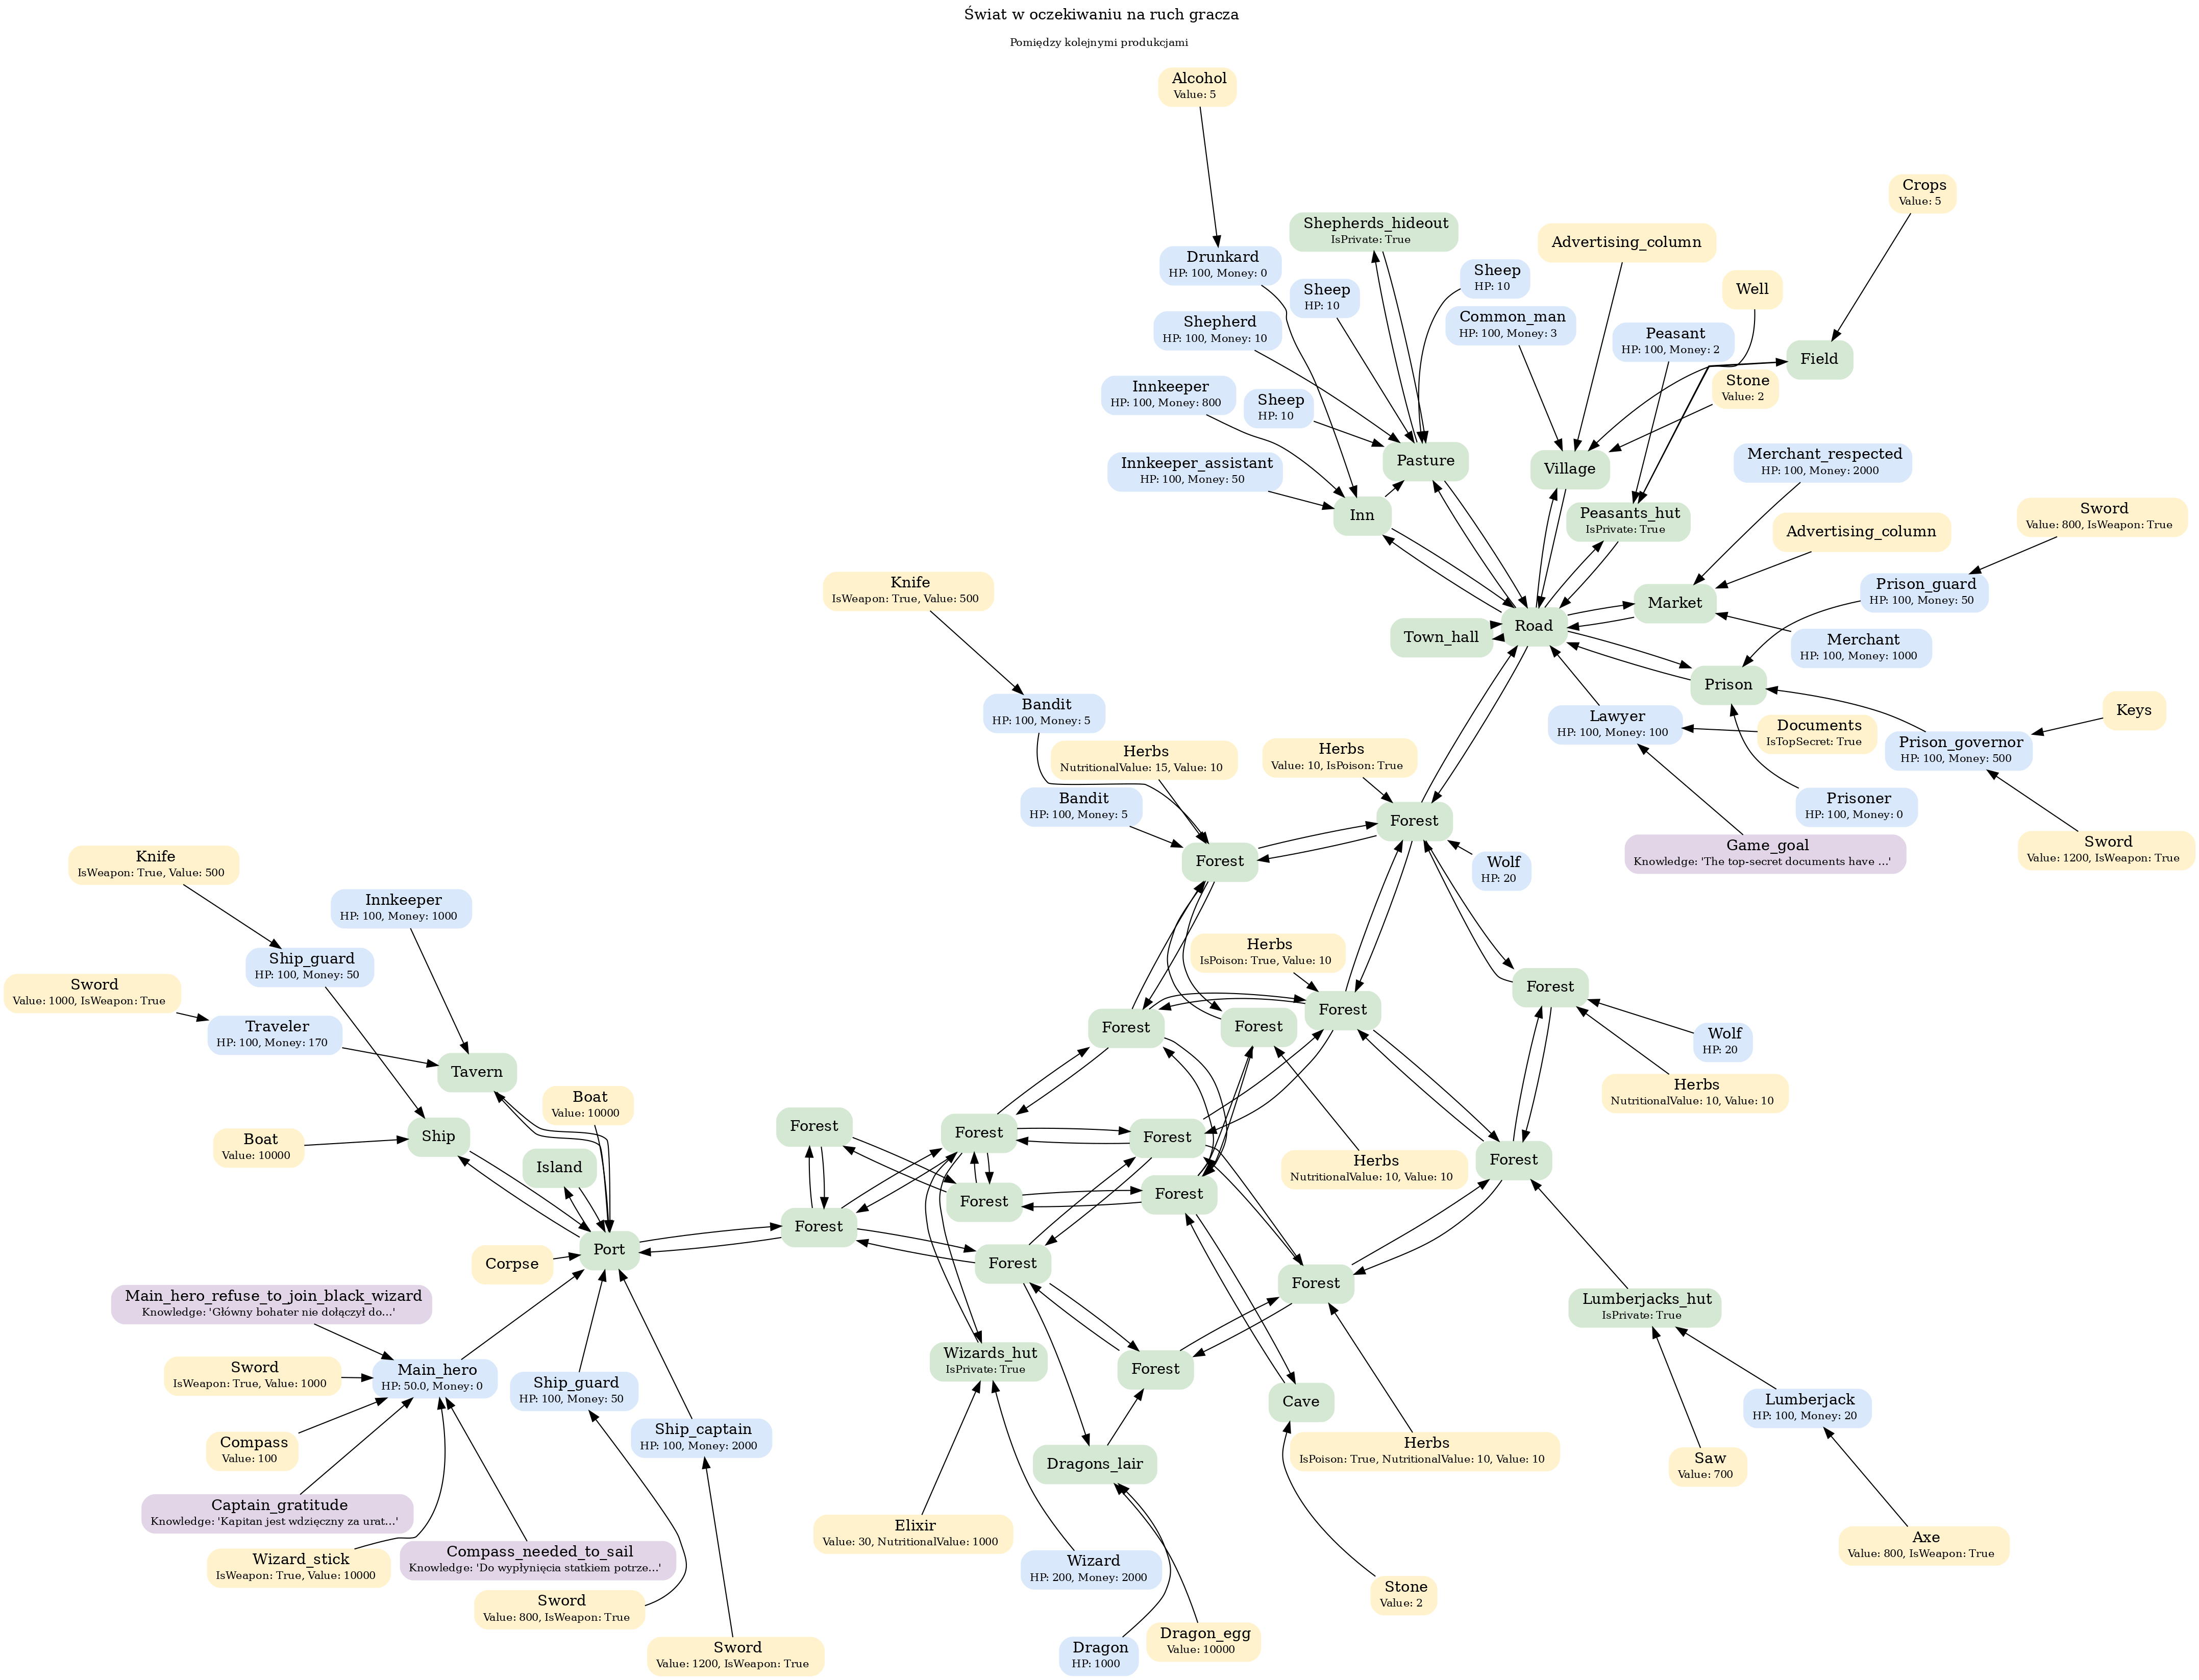 Świat w oczekiwaniu na ruch gracza
Pomiędzy kolejnymi produkcjami
Alcohol
Value: 5
Crops
Value: 5
Shepherds_hideout
IsPrivate: True
Advertising_column
Drunkard
HP: 100, Money: 0
Sheep
HP: 10
Sheep
HP: 10
Well
Shepherd
HP: 100, Money: 10
Common_man
HP: 100, Money: 3
Peasant
HP: 100, Money: 2
Field
Innkeeper
HP: 100, Money: 800
Sheep
HP: 10
Stone
Value: 2
Innkeeper_assistant
HP: 100, Money: 50
Pasture
Village
Merchant_respected
HP: 100, Money: 2000
Inn
Peasants_hut
IsPrivate: True
Advertising_column
Sword
Value: 800, IsWeapon: True
Knife
IsWeapon: True, Value: 500
Market
Prison_guard
HP: 100, Money: 50
Town_hall
Road
Merchant
HP: 100, Money: 1000
Prison
Bandit
HP: 100, Money: 5
Lawyer
HP: 100, Money: 100
Documents
IsTopSecret: True
Keys
Prison_governor
HP: 100, Money: 500
Herbs
NutritionalValue: 15, Value: 10
Herbs
Value: 10, IsPoison: True
Bandit
HP: 100, Money: 5
Forest
Prisoner
HP: 100, Money: 0
Game_goal
Knowledge: 'The top-secret documents have ...'
Sword
Value: 1200, IsWeapon: True
Knife
IsWeapon: True, Value: 500
Forest
Wolf
HP: 20
Innkeeper
HP: 100, Money: 1000
Ship_guard
HP: 100, Money: 50
Herbs
IsPoison: True, Value: 10
Sword
Value: 1000, IsWeapon: True
Forest
Forest
Traveler
HP: 100, Money: 170
Forest
Forest
Wolf
HP: 20
Tavern
Boat
Value: 10000
Herbs
NutritionalValue: 10, Value: 10
Boat
Value: 10000
Ship
Forest
Forest
Forest
Island
Herbs
NutritionalValue: 10, Value: 10
Forest
Forest
Forest
Port
Forest
Corpse
Forest
Forest
Main_hero_refuse_to_join_black_wizard
Knowledge: 'Główny bohater nie dołączył do...'
Lumberjacks_hut
IsPrivate: True
Sword
IsWeapon: True, Value: 1000
Main_hero
HP: 50.0, Money: 0
Ship_guard
HP: 100, Money: 50
Wizards_hut
IsPrivate: True
Forest
Cave
Lumberjack
HP: 100, Money: 20
Compass
Value: 100
Ship_captain
HP: 100, Money: 2000
Dragons_lair
Herbs
IsPoison: True, NutritionalValue: 10, Value: 10
Saw
Value: 700
Captain_gratitude
Knowledge: 'Kapitan jest wdzięczny za urat...'
Elixir
Value: 30, NutritionalValue: 1000
Axe
Value: 800, IsWeapon: True
Wizard_stick
IsWeapon: True, Value: 10000
Compass_needed_to_sail
Knowledge: 'Do wypłynięcia statkiem potrze...'
Wizard
HP: 200, Money: 2000
Sword
Value: 800, IsWeapon: True
Stone
Value: 2
Sword
Value: 1200, IsWeapon: True
Dragon
HP: 1000
Dragon_egg
Value: 10000